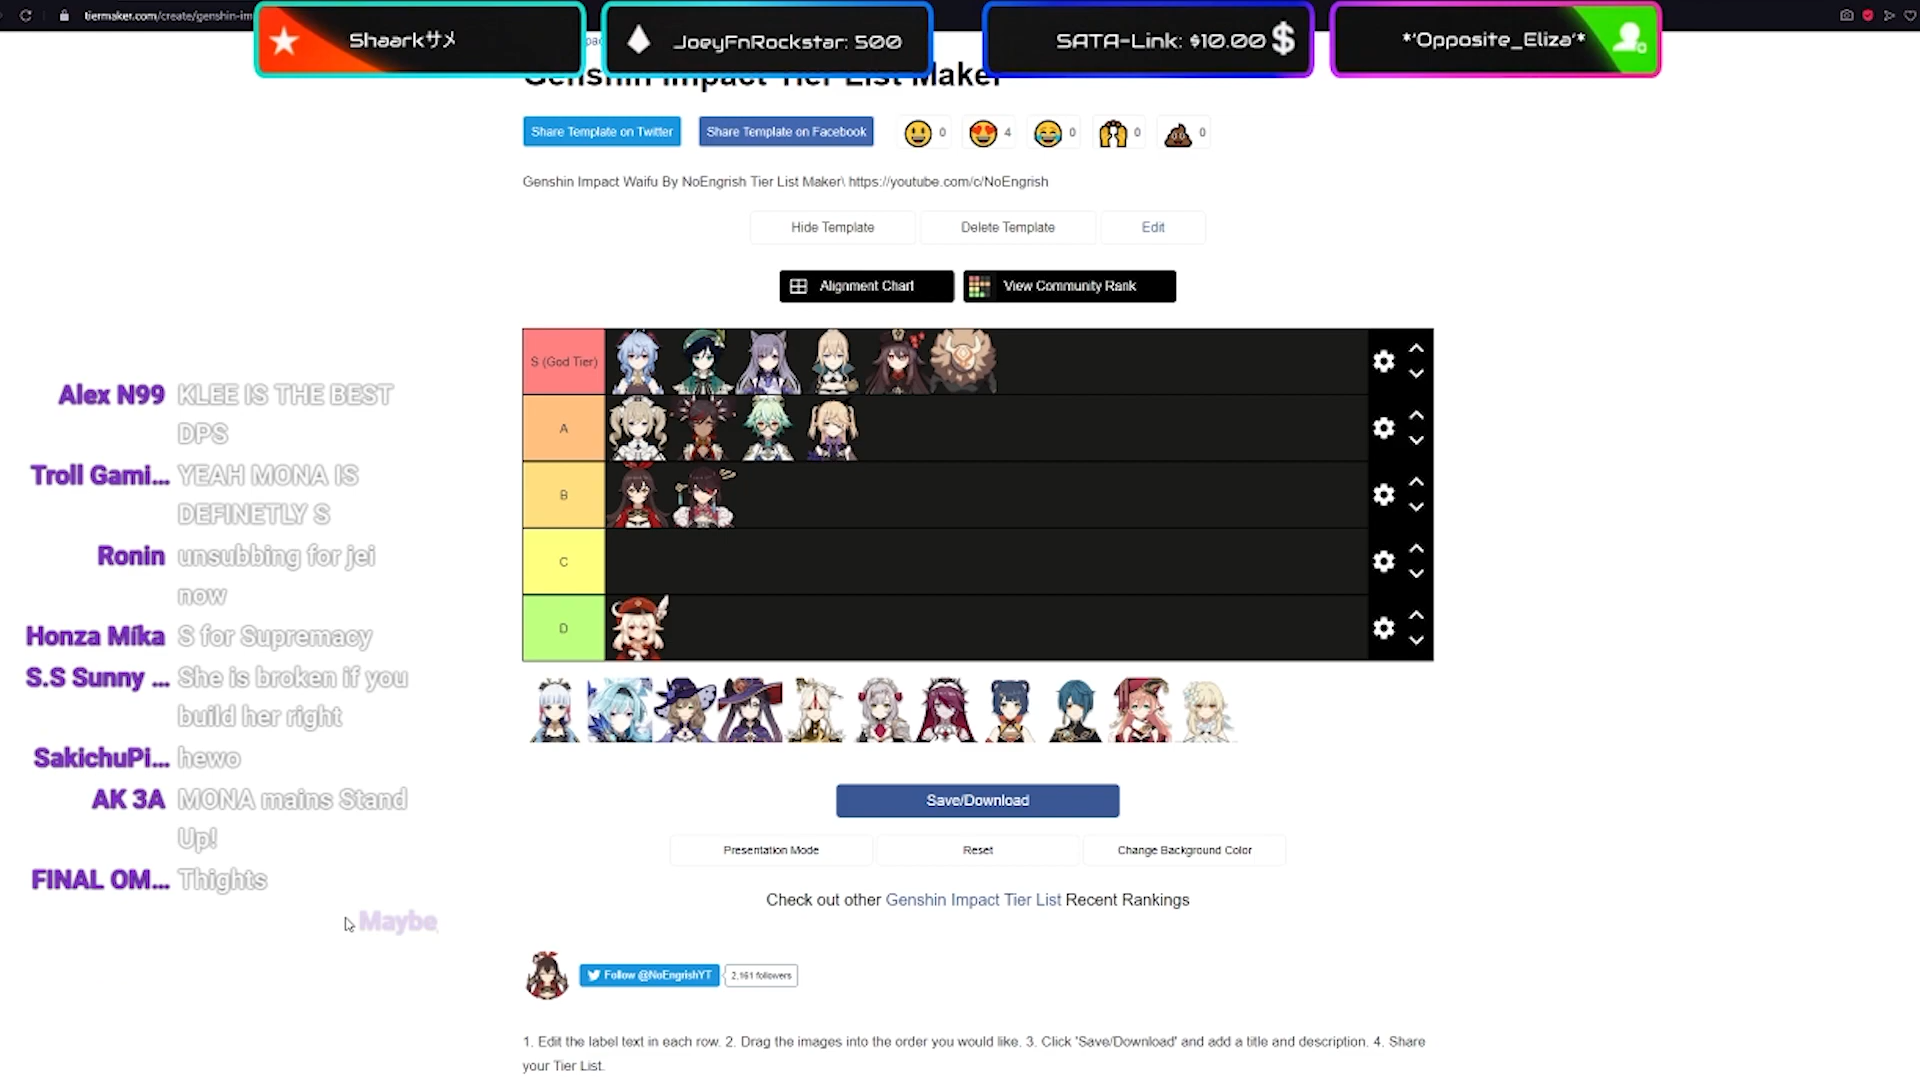 tiermaker.com/create/genshin-im
Shaarkサメ
JoeyFnRockstar: 500
SATA-Link: $10.00 $
*'Opposite_Eliza'*
Genshin Impact Tier List Maker
Share Template on Twitter
Share Template on Facebook
0
4
0
0
0
Genshin Impact Waifu By NoEngrish Tier List Maker\ https://youtube.com/c/NoEngrish
Hide Template
Delete Template
Edit
Alignment Chart
View Community Rank
S (God Tier)
A
B
C
D
Alex N99 KLEE IS THE BEST
DPS
Troll Gami... YEAH MONA IS
DEFINETLY S
Ronin unsubbing for jei
now
Honza Míka S for Supremacy
S.S Sunny ... She is broken if you
build her right
SakichuPi... hewo
AK 3A MONA mains Stand
Up!
FINAL OM... Thights
Maybe
Save/Download
Presentation Mode
Reset
Change Background Color
Check out other Genshin Impact Tier List Recent Rankings
Follow @NoEngrishYT
2,161 followers
1. Edit the label text in each row. 2. Drag the images into the order you would like. 3. Click 'Save/Download' and add a title and description. 4. Share
your Tier List.